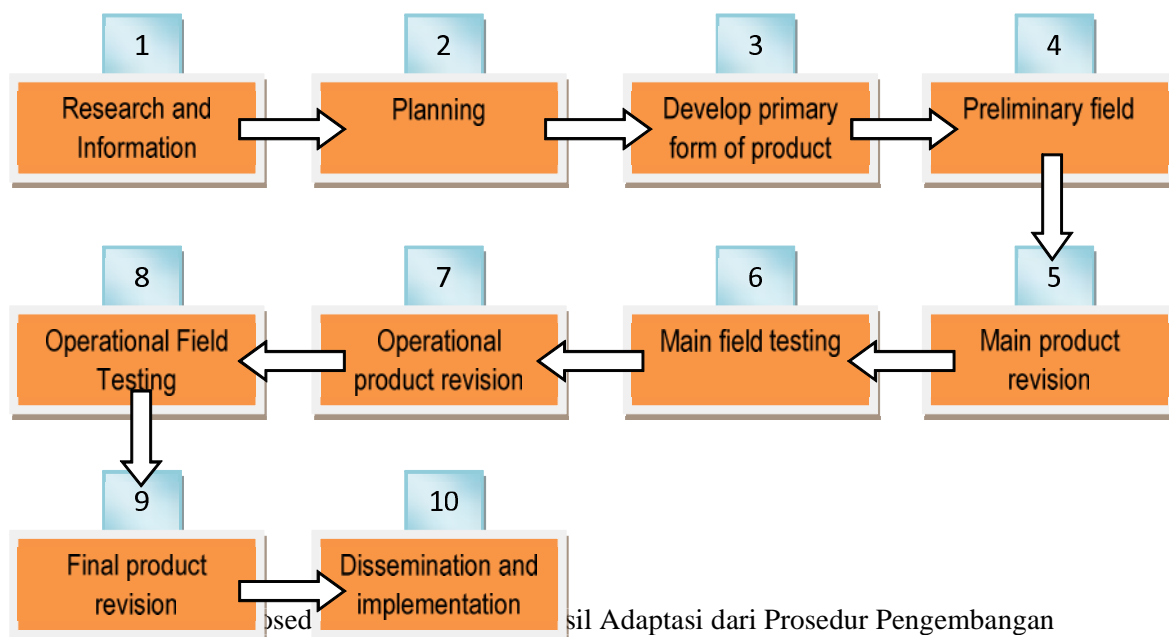 1
Research and
Information
2
Planning
3
Develop primary
form of product
4
Preliminary field
5
Main product
revision
6
Main field testing
7
Operational
product revision
8
Operational Field
Testing
9
Final product
revision
10
Dissemination and
implementation
Adaptasi dari Prosedur Pengembangan